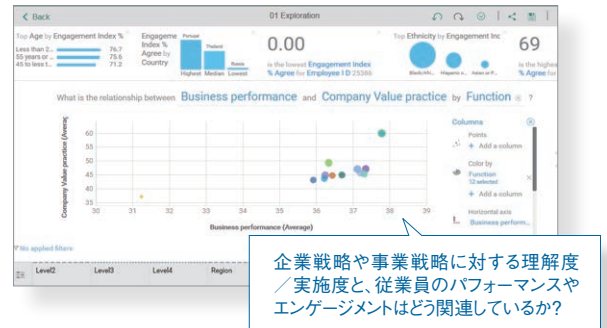 Back
01 Exploration
Top Age by Engagement Index %
Less than 2...
76.7
55 years or ...
75.6
45 to less t...
71.2
Engageme
Index %
Agree by
Country
Portugal
Thailand
Russia
Highest Median Lowest
0.00
is the lowest Engagement Index
% Agree for Employee ID 25388
Top Ethnicity by Engagement Inc
Black/Afri... Hispanic o... Asian or P...
69
is the highes
% Agree for
What is the relationship between Business performance and Company Value practice by Function ?
Company Value practice (Averag
60
55
50
45
40
35
30 31 32 33 34 35 36 37 38 39
Business performance (Average)
Columns
Points
+ Add a column
Color by
Function
12 selected
+ Add a column
Horizontal axis
Business perform...
No applied filters
Level2 Level3 Level4 Region
企業戦略や事業戦略に対する理解度
／実施度と、従業員のパフォーマンスや
エンゲージメントはどう関連しているか?